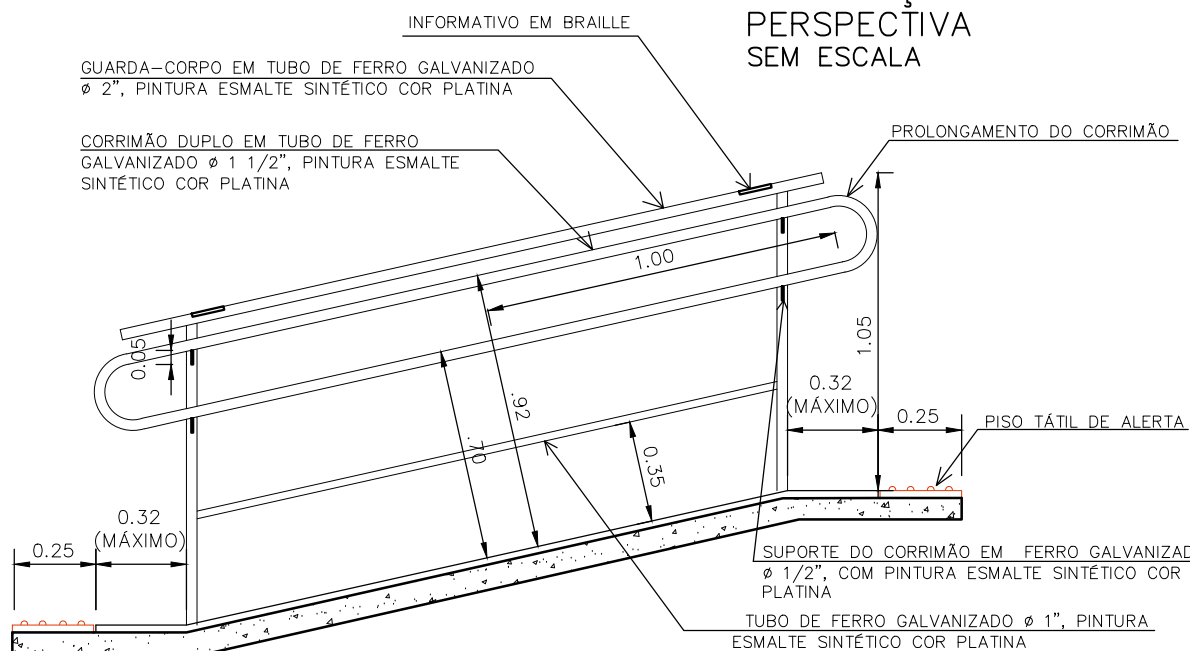 PERSPECTIVA
SEM ESCALA
INFORMATIVO EM BRAILLE
GUARDA-CORPO EM TUBO DE FERRO GALVANIZADO
ø 2", PINTURA ESMALTE SINTÉTICO COR PLATINA
CORRIMÃO DUPLO EM TUBO DE FERRO
GALVANIZADO ø 1 1/2", PINTURA ESMALTE
SINTÉTICO COR PLATINA
PROLONGAMENTO DO CORRIMÃO
1.00
0.05
1.05
.92
.70
0.35
0.32
(MÁXIMO)
0.25
PISO TÁTIL DE ALERTA
0.32
(MÁXIMO)
0.25
SUPORTE DO CORRIMÃO EM FERRO GALVANIZAD
ø 1/2", COM PINTURA ESMALTE SINTÉTICO COR
PLATINA
TUBO DE FERRO GALVANIZADO ø 1", PINTURA
ESMALTE SINTÉTICO COR PLATINA